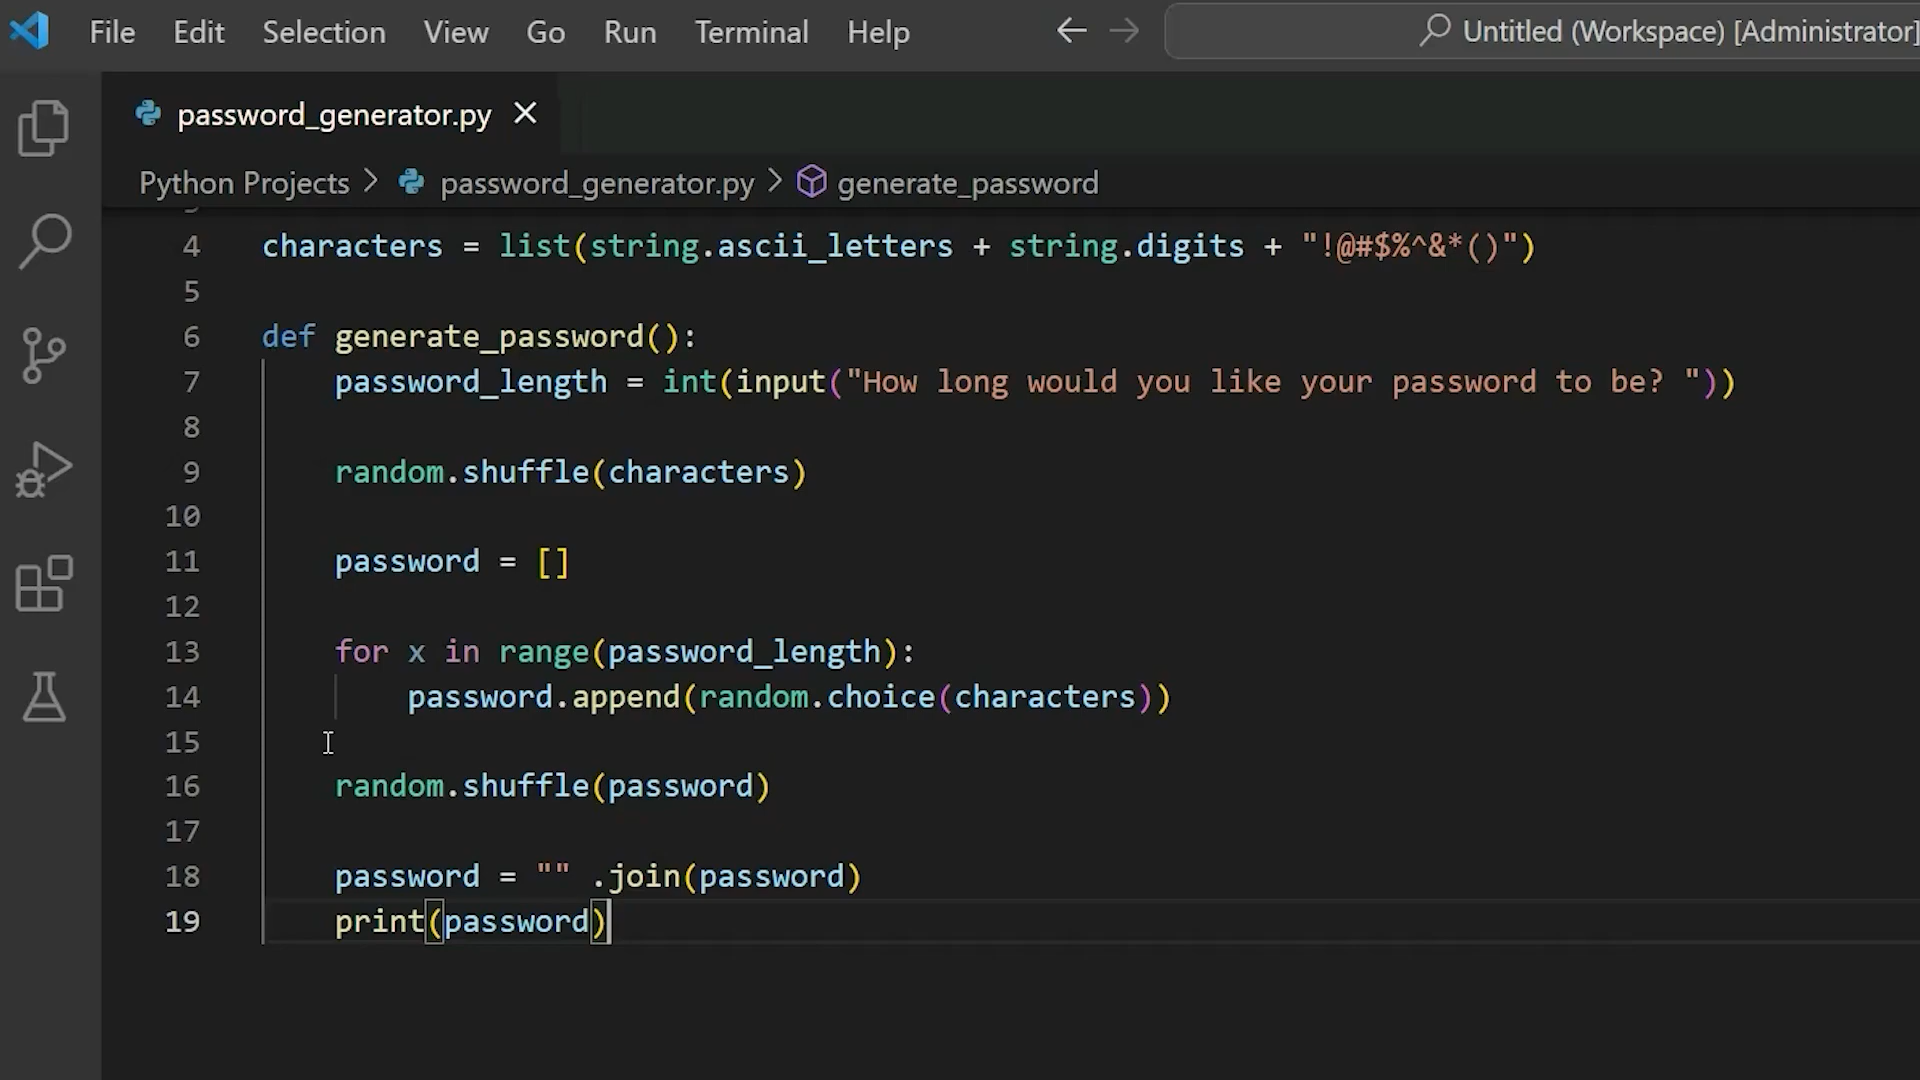 File Edit Selection View Go Run Terminal Help Untitled (Workspace) [Administrator]
password_generator.py
Python Projects > password_generator.py > generate_password
4 characters = list(string.ascii_letters + string.digits + "!@#$%^&*()")
5
6 def generate_password():
7     password_length = int(input("How long would you like your password to be? "))
8
9     random.shuffle(characters)
10
11     password = []
12
13     for x in range(password_length):
14         password.append(random.choice(characters))
15
16     random.shuffle(password)
17
18     password = "" .join(password)
19     print(password)